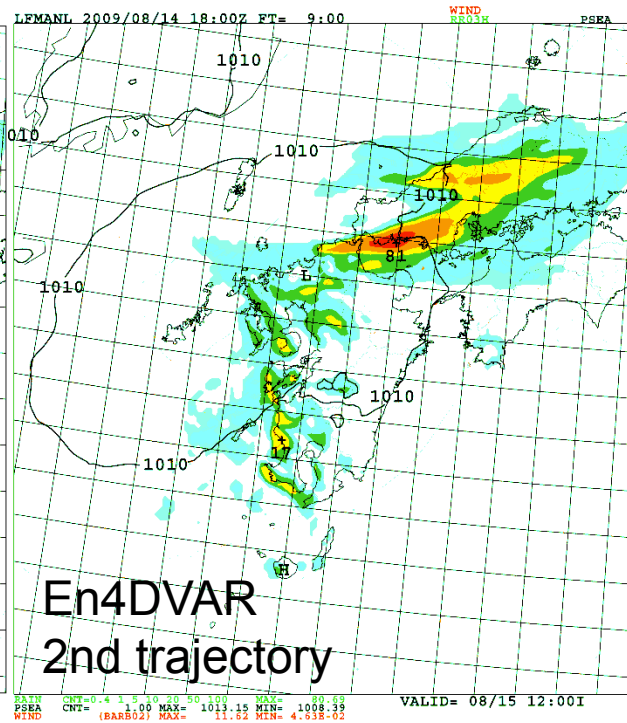 WIND
LFMANL 2009/08/14 18:00Z FT= 9:00 RR03H PSEA
1010
010
1010
1010
81
L
1010
1010
17
1010
H
En4DVAR
2nd trajectory
RAIN CNT=0.4 1 5 10 20 50 100 MAX= 80.69
PSEA CNT= 1.00 MAX= 1013.15 MIN= 1008.39 VALID= 08/15 12:00I
WIND (BARB02) MAX= 11.62 MIN= 4.63E-02